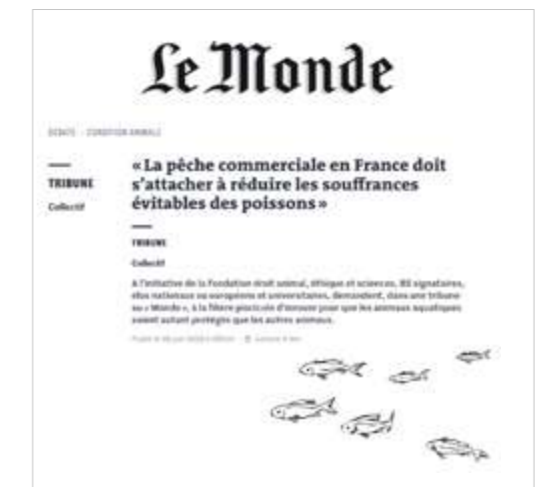 Le Monde
DÉBATS - CONDITION ANIMALE
TRIBUNE
Collectif
« La pêche commerciale en France doit
s'attacher à réduire les souffrances
évitables des poissons »
TRIBUNE
Collectif
A l'initiative de la Fondation droit animal, éthique et sciences, signataires,
élus nationaux ou européens et universitaires, demandent, dans une tribune
au « Monde », à la filière piscicole d'innover pour que les animaux aquatiques
soient autant protégés que les autres animaux.